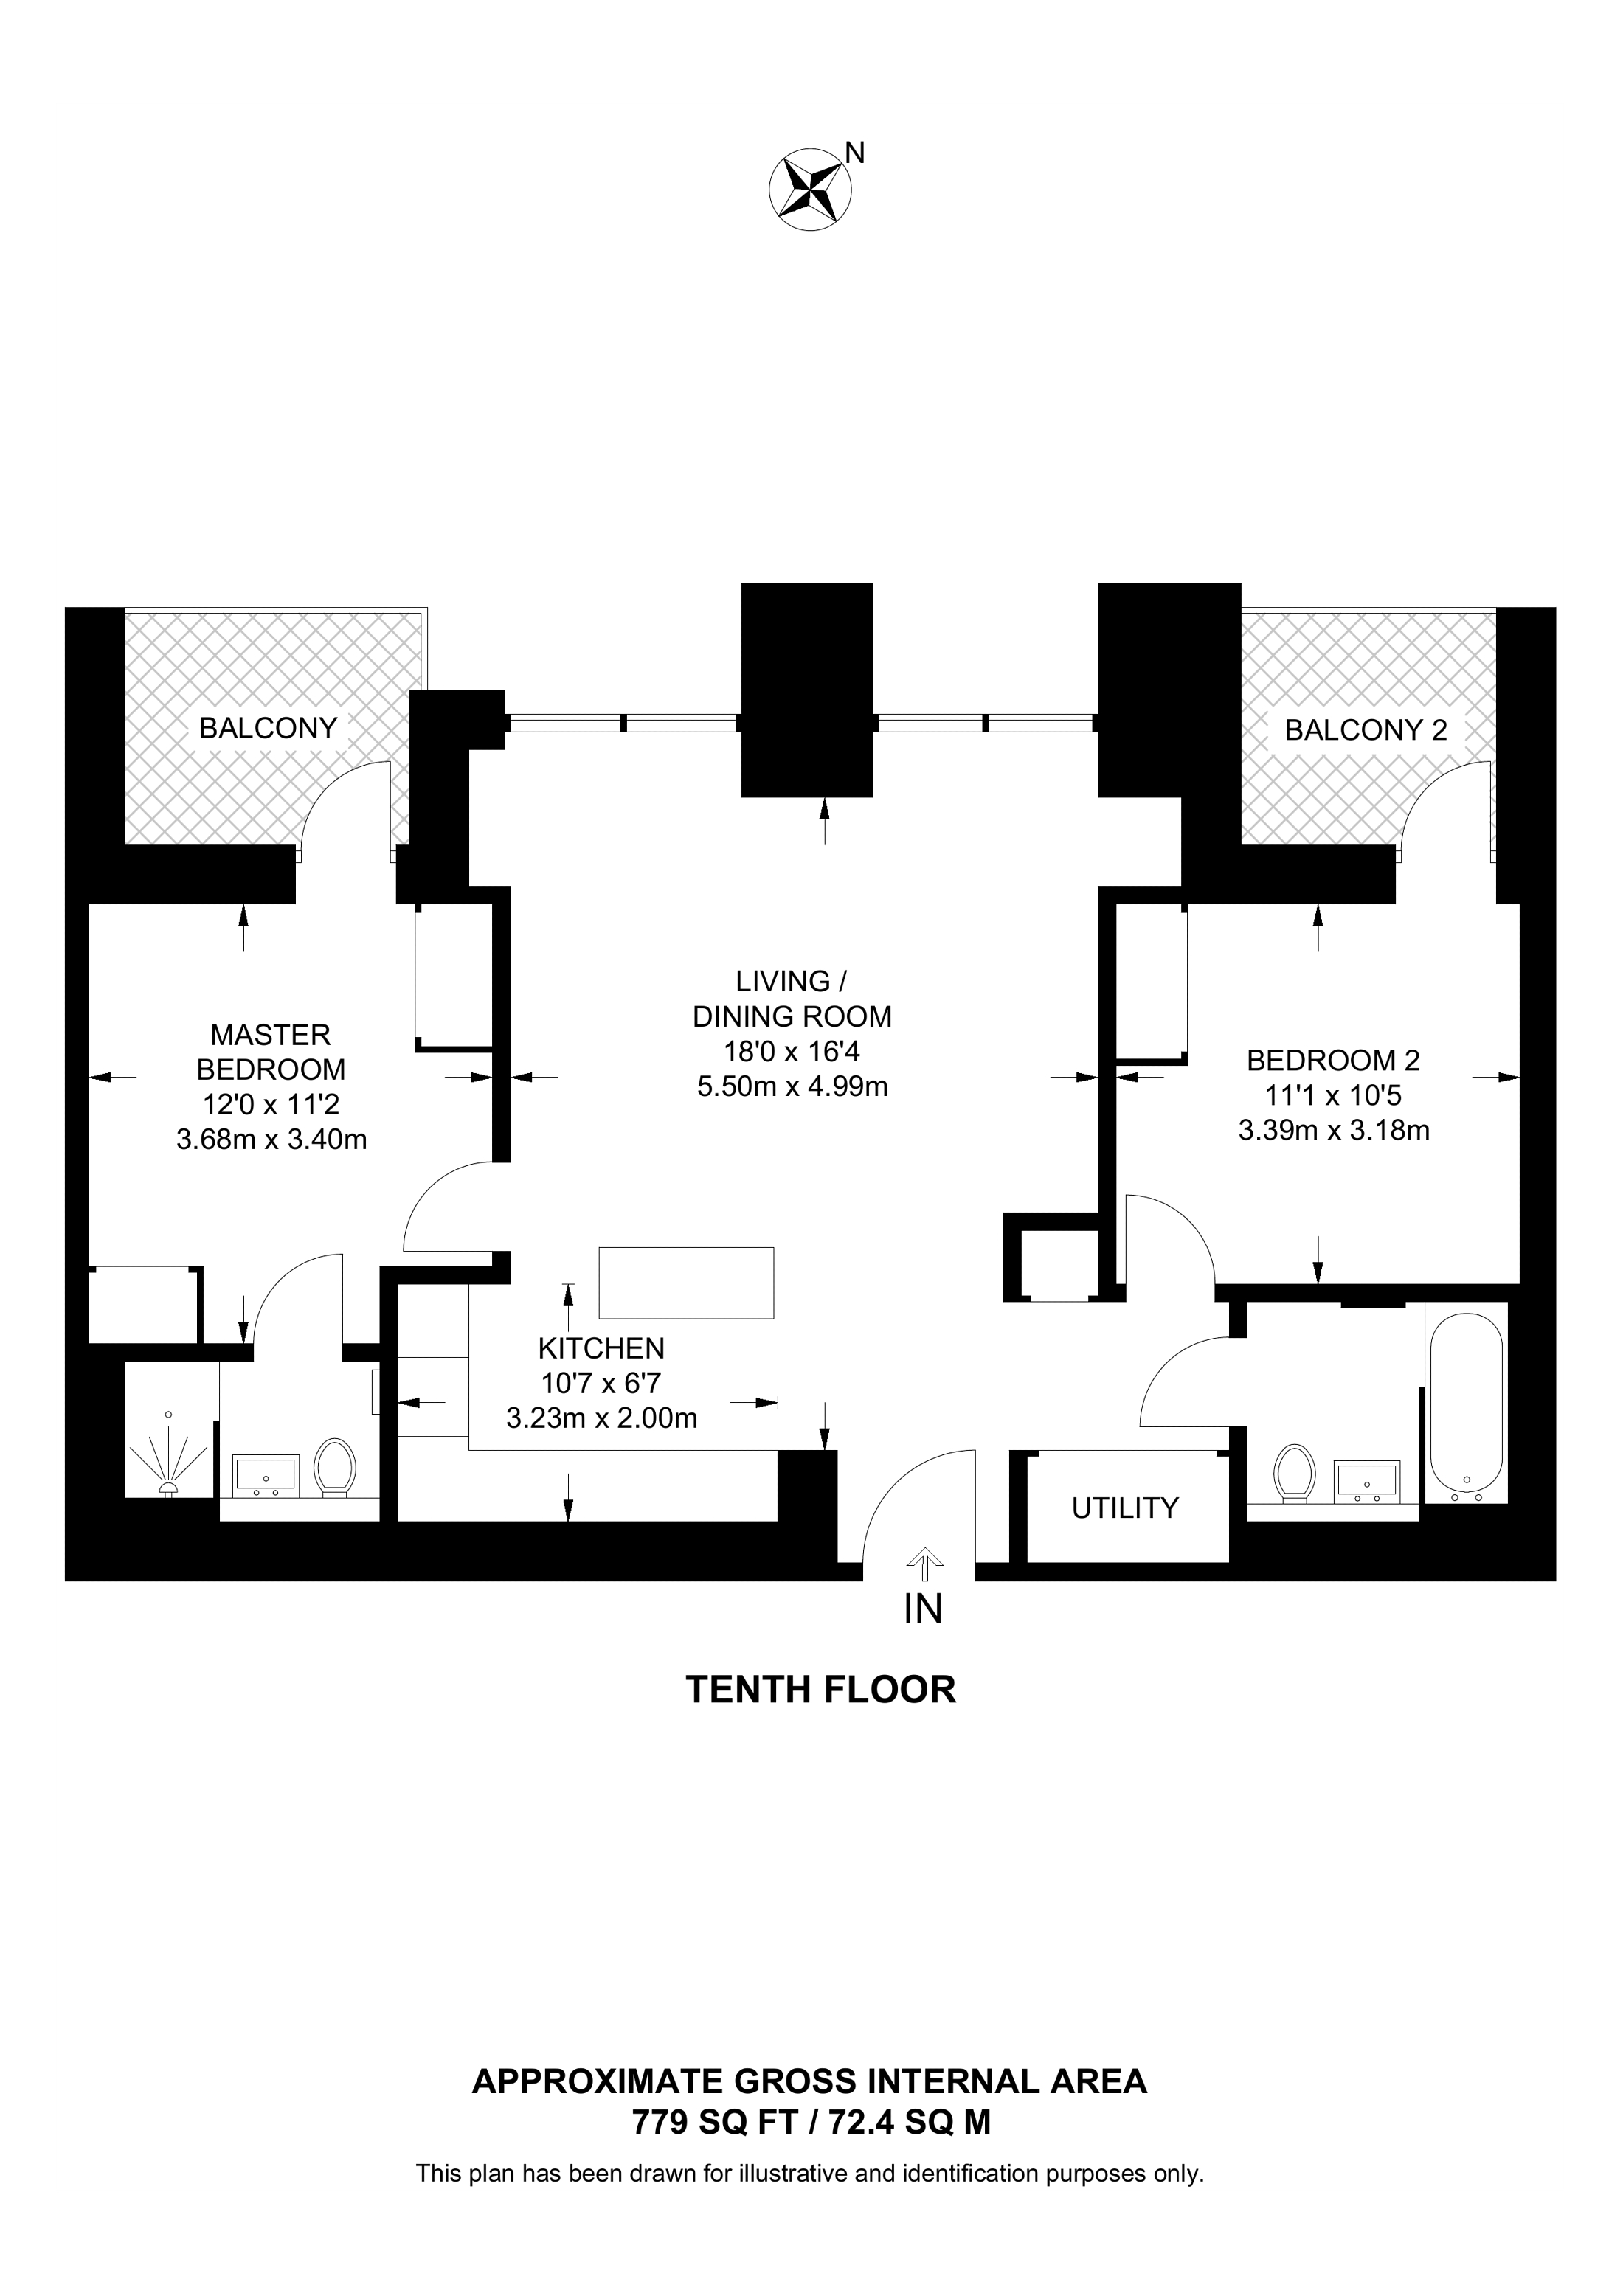 N
BALCONY
BALCONY 2
LIVING /
DINING ROOM
18'0 x 16'4
5.50m x 4.99m
MASTER
BEDROOM
12'0 x 11'2
3.68m x 3.40m
BEDROOM 2
11'1 x 10'5
3.39m x 3.18m
KITCHEN
10'7 x 6'7
3.23m x 2.00m
UTILITY
IN
TENTH FLOOR
APPROXIMATE GROSS INTERNAL AREA
779 SQ FT / 72.4 SQ M
This plan has been drawn for illustrative and identification purposes only.